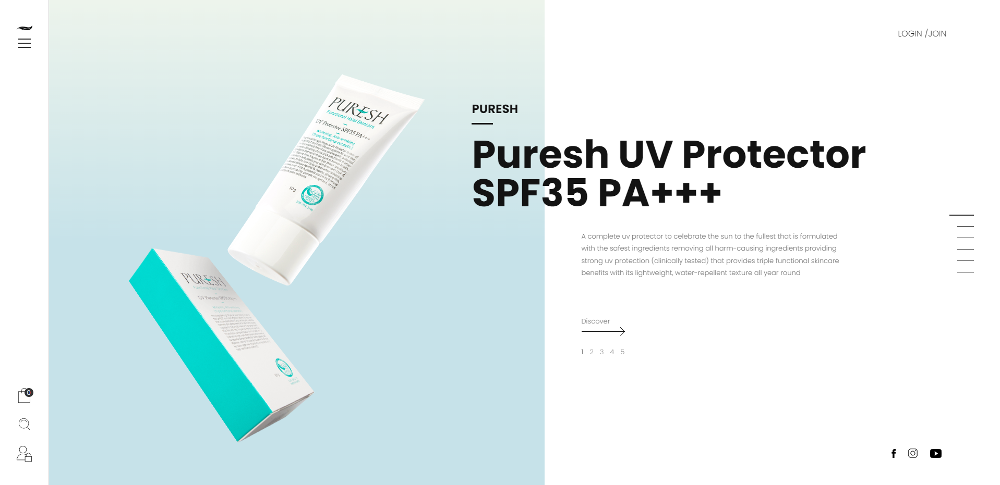 LOGIN /JOIN
PURESH
Puresh UV Protector
SPF35 PA+++
A complete uv protector to celebrate the sun to the fullest that is formulated
with the safest ingredients removing all harm-causing ingredients providing
strong uv protection (clinically tested) that provides triple functional skincare
benefits with its lightweight, water-repellent texture all year round
Discover
1 2 3 4 5
0
PURESH
Functional Halal Skincare
UV Protector SPF35 PA+++
Whitening, Anti-wrinkling
(Triple functional cosmetic)
50 g
PURESH
Functional Halal Skincare
UV Protector SPF35 PA+++
50 g